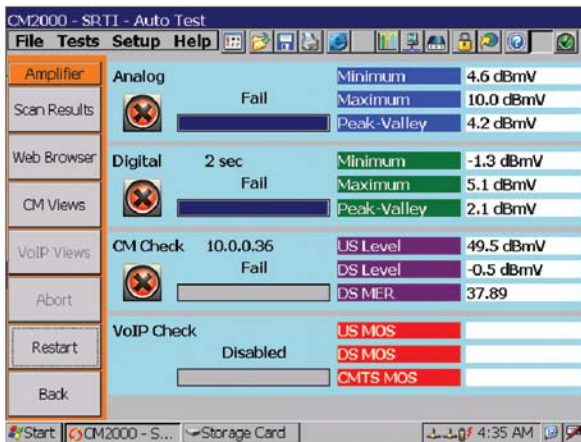 CM2000 - SRTI - Auto Test
File Tests Setup Help
Amplifier
Scan Results
Web Browser
CM Views
VoIP Views
Abort
Restart
Back
Analog
Fail
Minimum 4.6 dBmV
Maximum 10.0 dBmV
Peak-Valley 4.2 dBmV
Digital 2 sec
Fail
Minimum -1.3 dBmV
Maximum 5.1 dBmV
Peak-Valley 2.1 dBmV
CM Check 10.0.0.36
Fail
US Level 49.5 dBmV
DS Level -0.5 dBmV
DS MER 37.89
VoIP Check
Disabled
US MOS
DS MOS
CMTS MOS
Start CM2000 - S... Storage Card 4:35 AM